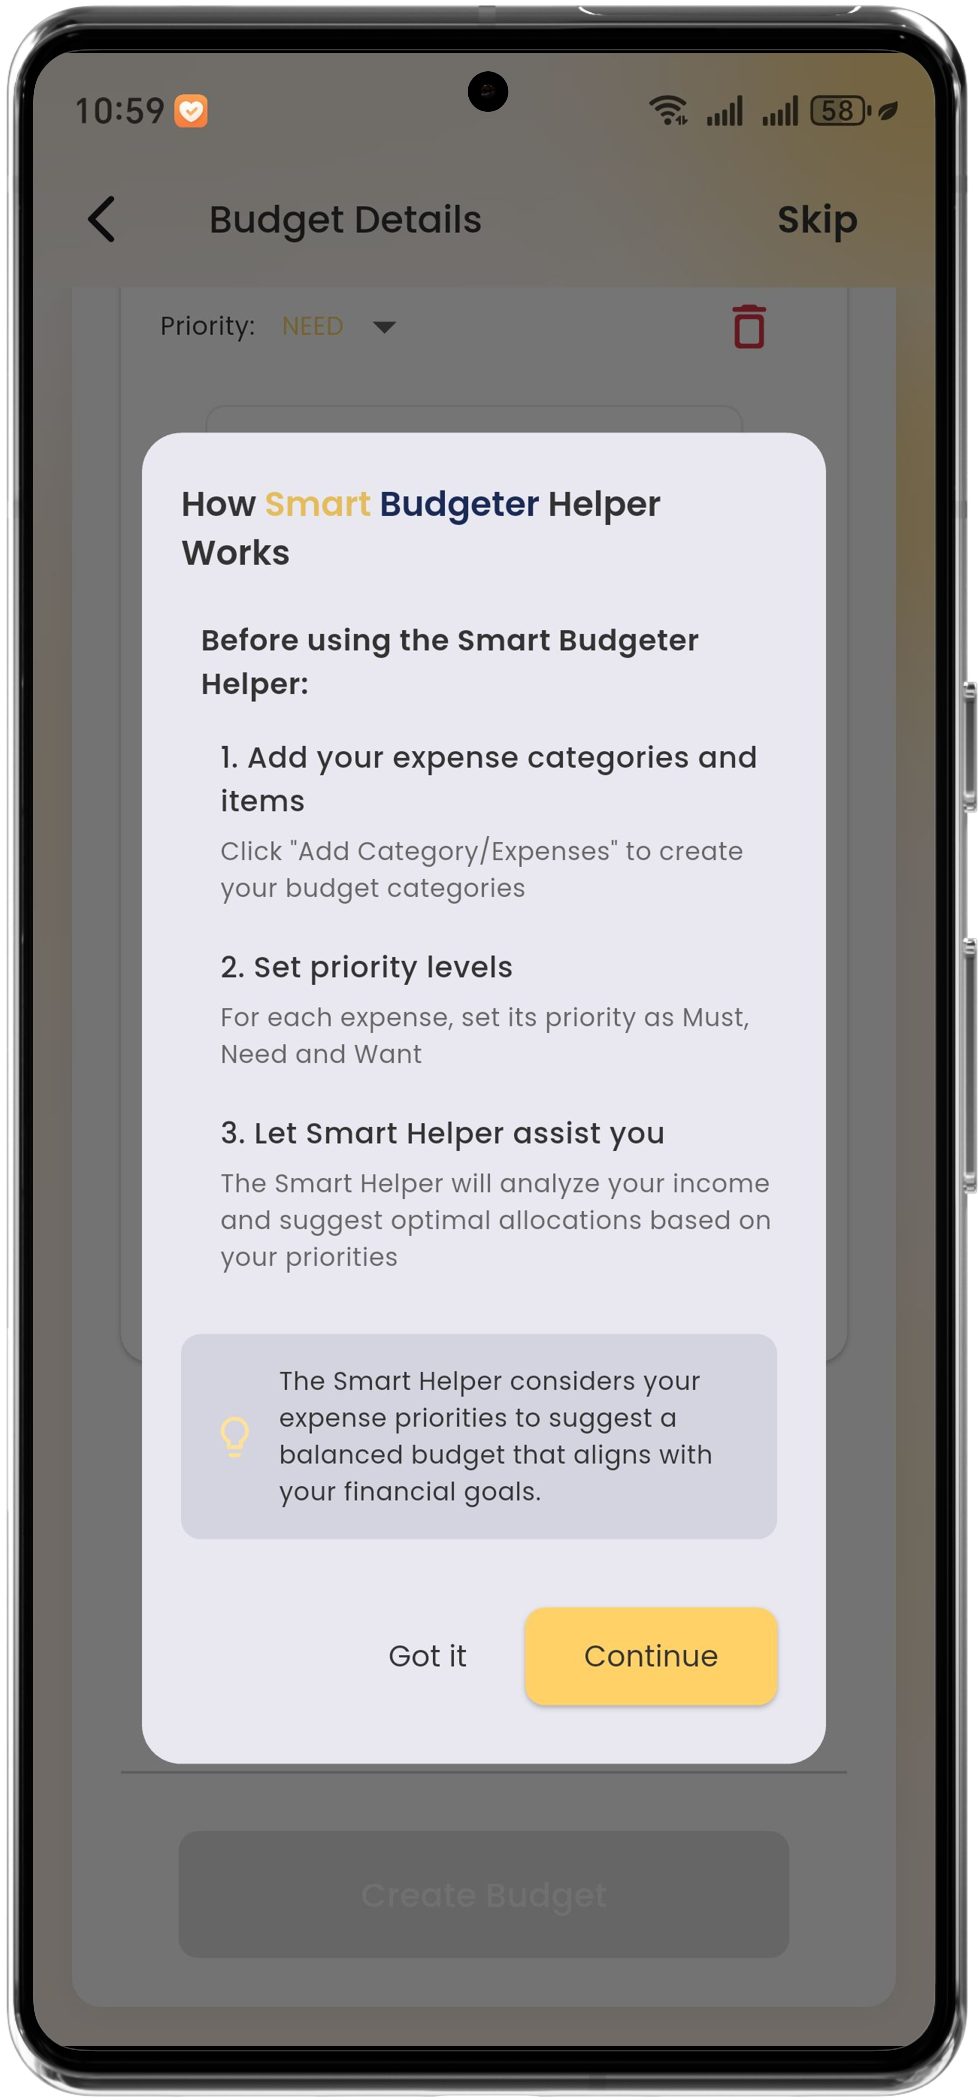 10:59
58
Budget Details
Skip
Priority: NEED
How Smart Budgeter Helper
Works
Before using the Smart Budgeter
Helper:
1. Add your expense categories and
items
Click "Add Category/Expenses" to create
your budget categories
2. Set priority levels
For each expense, set its priority as Must,
Need and Want
3. Let Smart Helper assist you
The Smart Helper will analyze your income
and suggest optimal allocations based on
your priorities
The Smart Helper considers your
expense priorities to suggest a
balanced budget that aligns with
your financial goals.
Got it
Continue
Create Budget